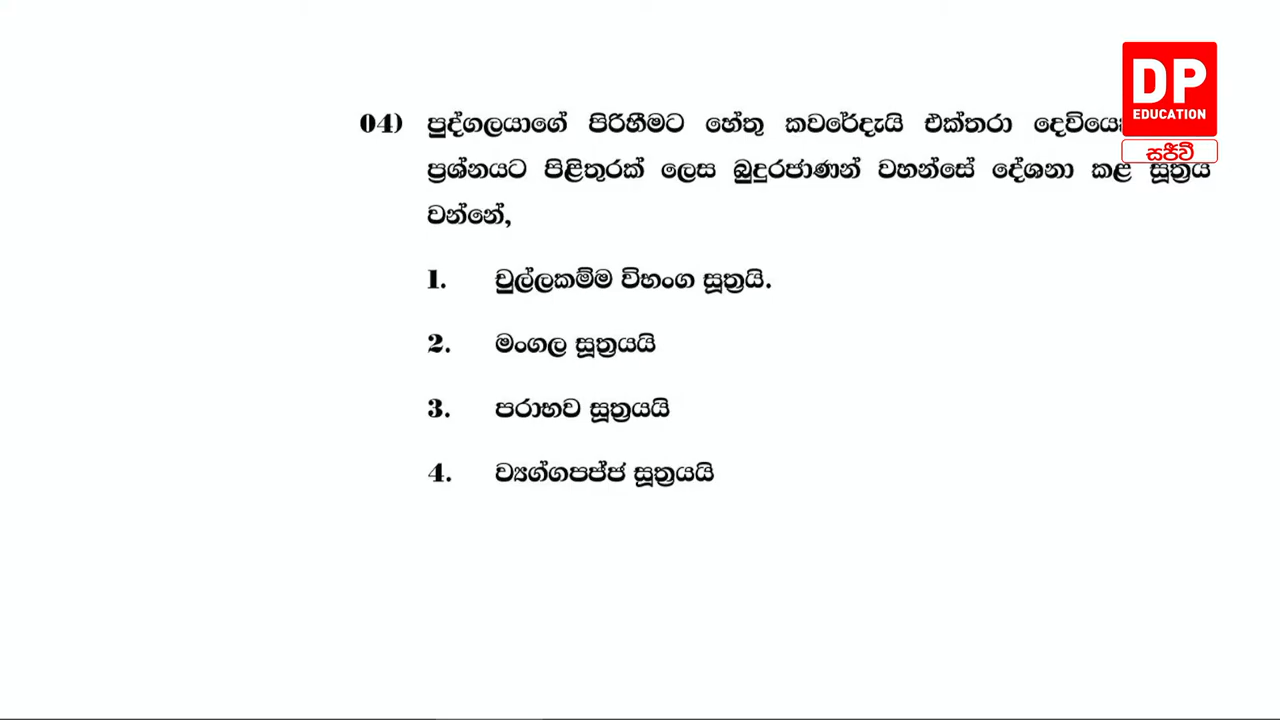 DP
EDUCATION
සජීවී
04) පුද්ගලයාගේ පිරිහීමට හේතු කවරේදැයි එක්තරා
ප්‍රශ්නයට පිළිතුරක් ලෙස බුදුරජාණන් වහන්සේ දේශනා කළ සූත්‍රය
වන්නේ,
1. චුල්ලකම්ම විභංග සූත්‍රයි.
2. මංගල සූත්‍රයයි
3. පරාභව සූත්‍රයයි
4. ව්‍යග්ගපජ්ජ සූත්‍රයයි